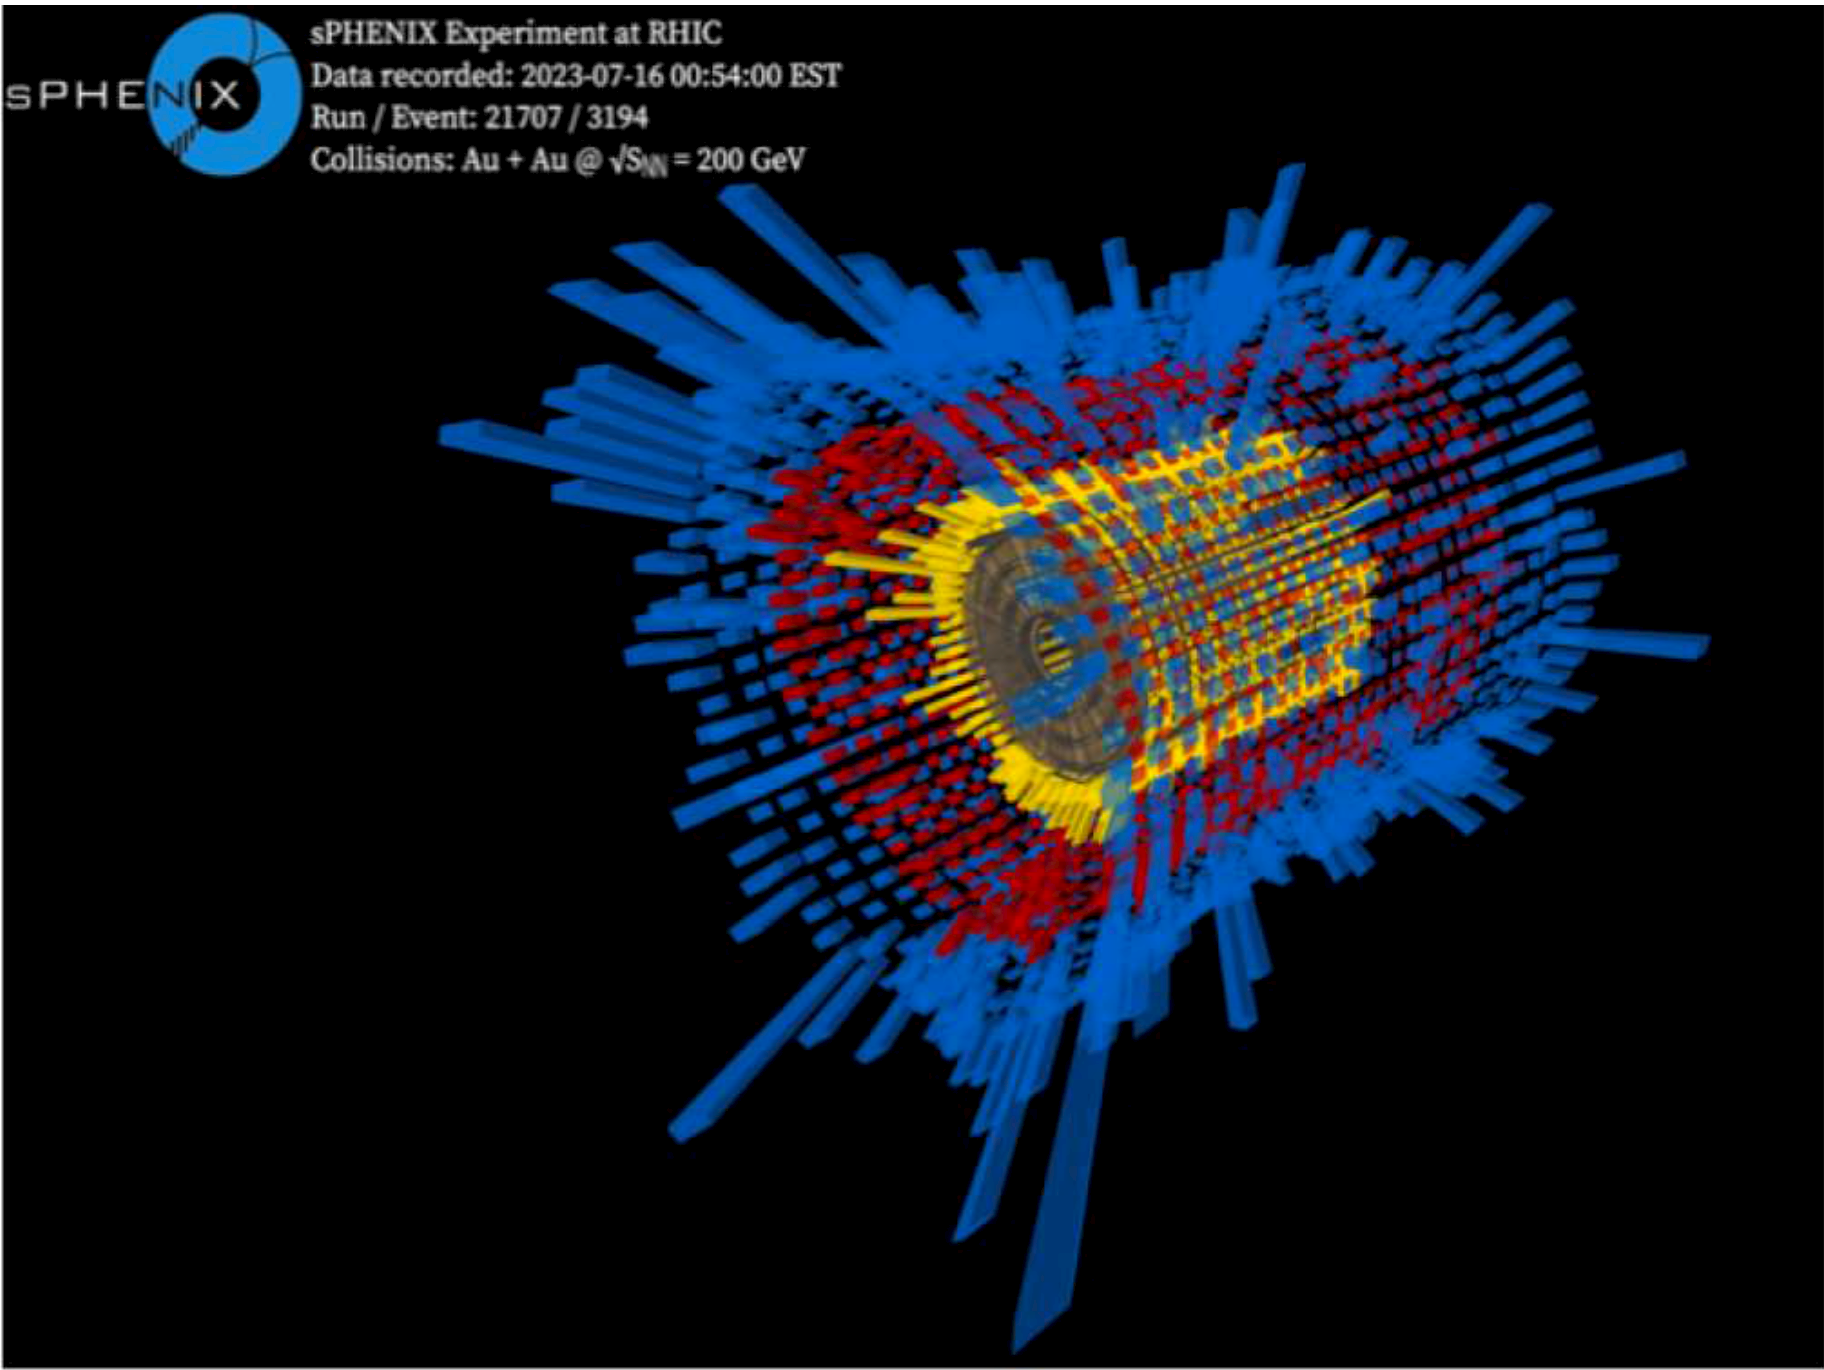 sPHENIX
sPHENIX Experiment at RHIC
Data recorded: 2023-07-16 00:54:00 EST
Run / Event: 21707 / 3194
Collisions: Au + Au @ √S_NN = 200 GeV